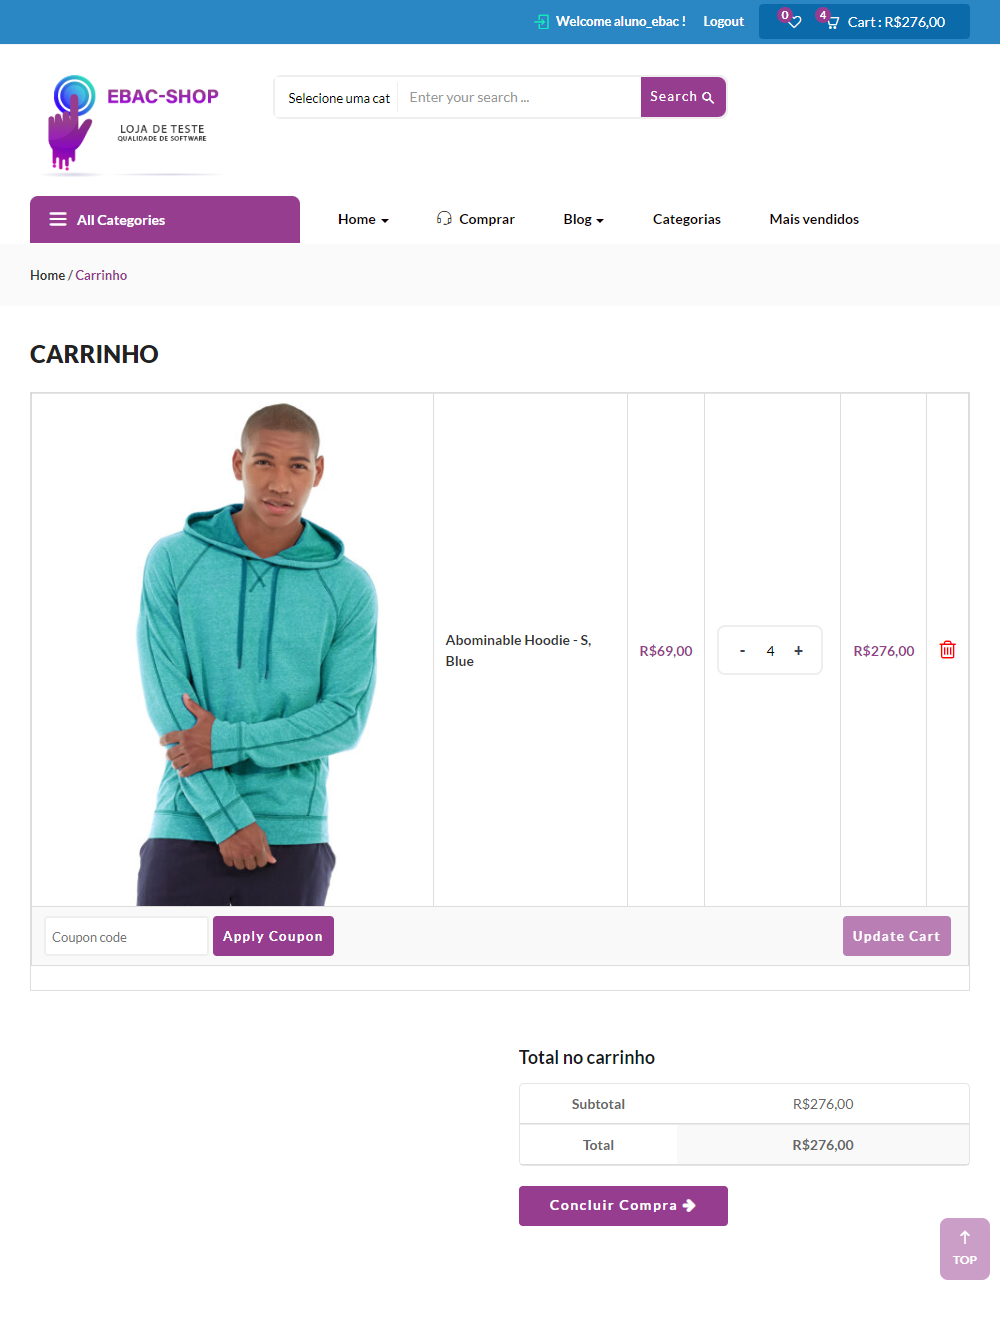 Welcome aluno_ebac ! Logout 0 4 Cart : R$276,00
EBAC-SHOP
LOJA DE TESTE
QUALIDADE DE SOFTWARE
Selecione uma cat Enter your search ... Search
All Categories Home Comprar Blog Categorias Mais vendidos
Home / Carrinho
CARRINHO
Abominable Hoodie - S,
Blue
R$69,00 - 4 + R$276,00
Coupon code Apply Coupon Update Cart
Total no carrinho
Subtotal R$276,00
Total R$276,00
Concluir Compra
TOP